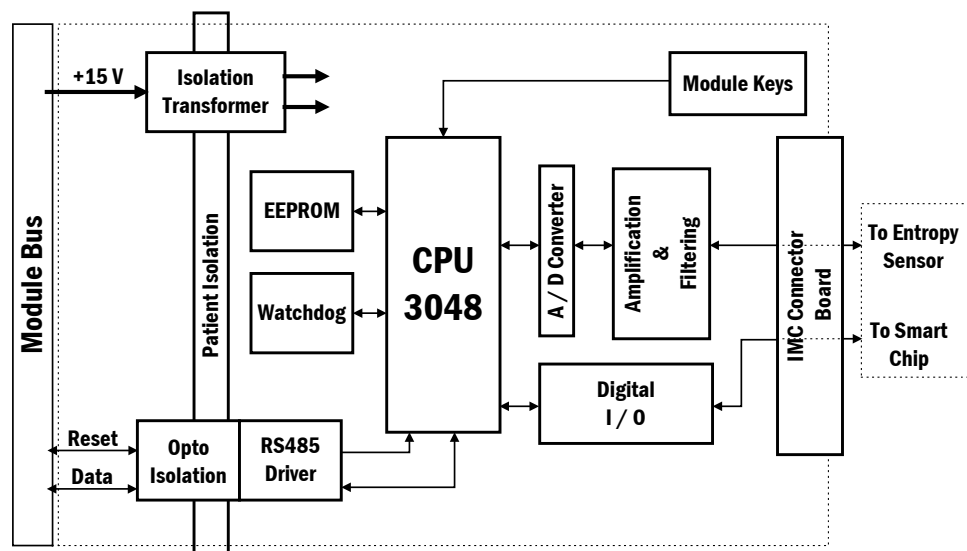 +15 V
Isolation
Transformer
Module Keys
Module Bus
Patient Isolation
EEPROM
Watchdog
CPU
3048
A / D Converter
Amplification
&
Filtering
IMC Connector
Board
To Entropy
Sensor
To Smart
Chip
Digital
I / O
Reset
Data
Opto
Isolation
RS485
Driver